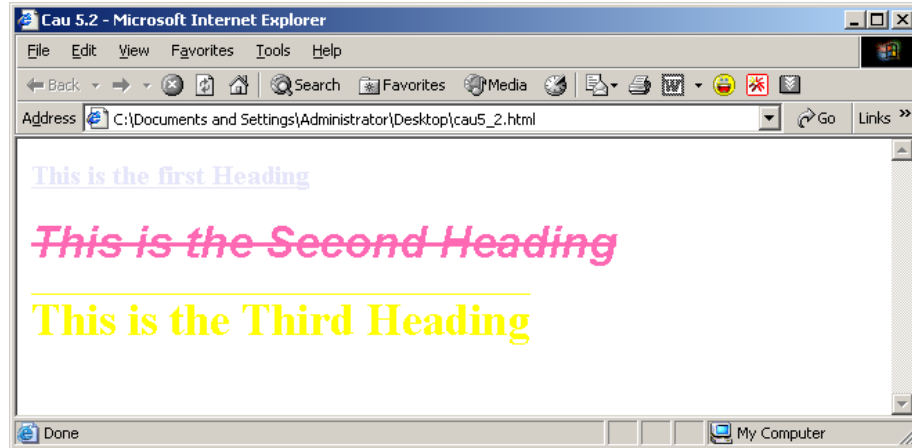 Cau 5.2 - Microsoft Internet Explorer
File Edit View Favorites Tools Help
Back Search Favorites Media
Address C:\Documents and Settings\Administrator\Desktop\cau5_2.html Go Links »
This is the first Heading
This is the Second Heading
This is the Third Heading
Done My Computer